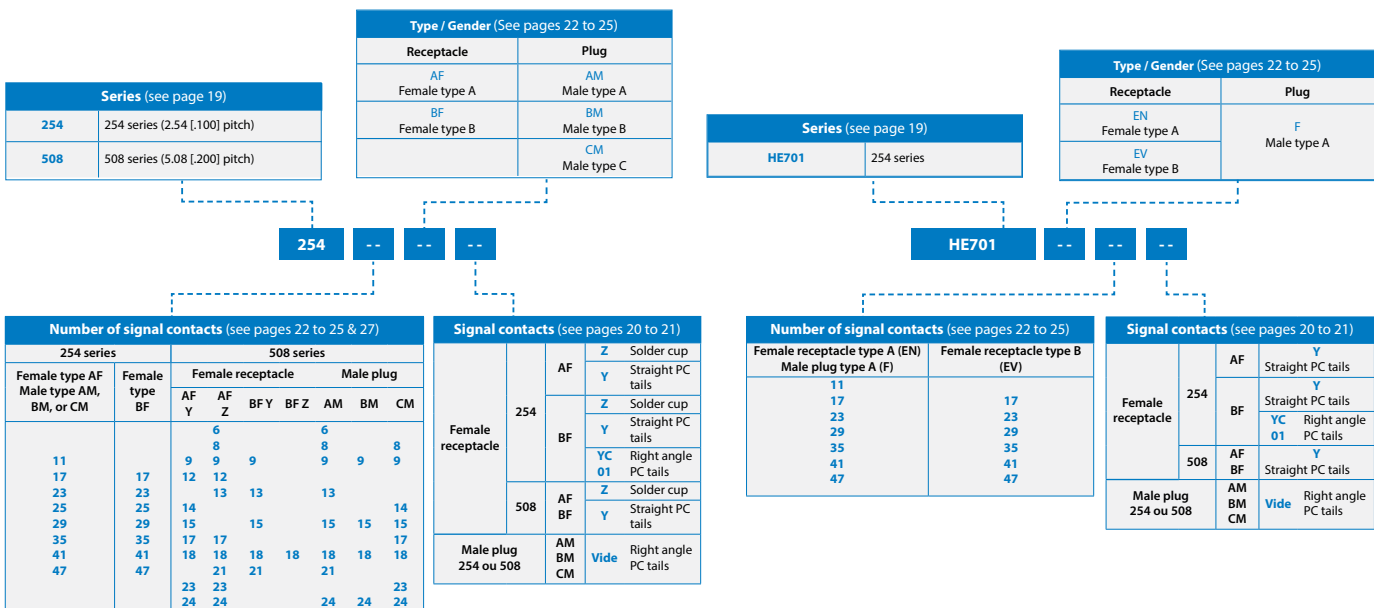 Type / Gender (See pages 22 to 25)
Receptacle Plug
AF AM
Female type A Male type A
BF BM
Female type B Male type B
CM
Male type C
Series (see page 19)
254 254 series (2.54 [.100] pitch)
508 508 series (5.08 [.200] pitch)
254 - - - - - -
Number of signal contacts (see pages 22 to 25 & 27)
254 series 508 series
Female type AF Male type AM, BM, or CM
Female type BF
Female receptacle Male plug
AF Y AF Z BF Y BF Z AM BM CM
6 6
8 8 8
11 9 9 9 9 9 9
17 17 12 12
23 23 13 13 13
25 25 14 14
29 29 15 15 15 15 15
35 35 17 17 17
41 41 18 18 18 18 18 18 18
47 47 21 21 21
23 23 23
24 24 24 24 24
Signal contacts (see pages 20 to 21)
Female receptacle
254
AF
Z Solder cup
Y Straight PC tails
BF
Z Solder cup
Y Straight PC tails
YC 01 Right angle PC tails
508
AF BF
Z Solder cup
Y Straight PC tails
Male plug 254 ou 508
AM BM CM
Vide Right angle PC tails
Type / Gender (See pages 22 to 25)
Receptacle Plug
EN
Female type A
EV
Female type B
F
Male type A
Series (see page 19)
HE701 254 series
HE701 - - - - - -
Number of signal contacts (see pages 22 to 25)
Female receptacle type A (EN) Male plug type A (F)
Female receptacle type B (EV)
11
17 17
23 23
29 29
35 35
41 41
47 47
Signal contacts (see pages 20 to 21)
Female receptacle
254
AF
Y
Straight PC tails
BF
Y
Straight PC tails
YC 01 Right angle PC tails
508
AF BF
Y
Straight PC tails
Male plug 254 ou 508
AM BM CM
Vide Right angle PC tails